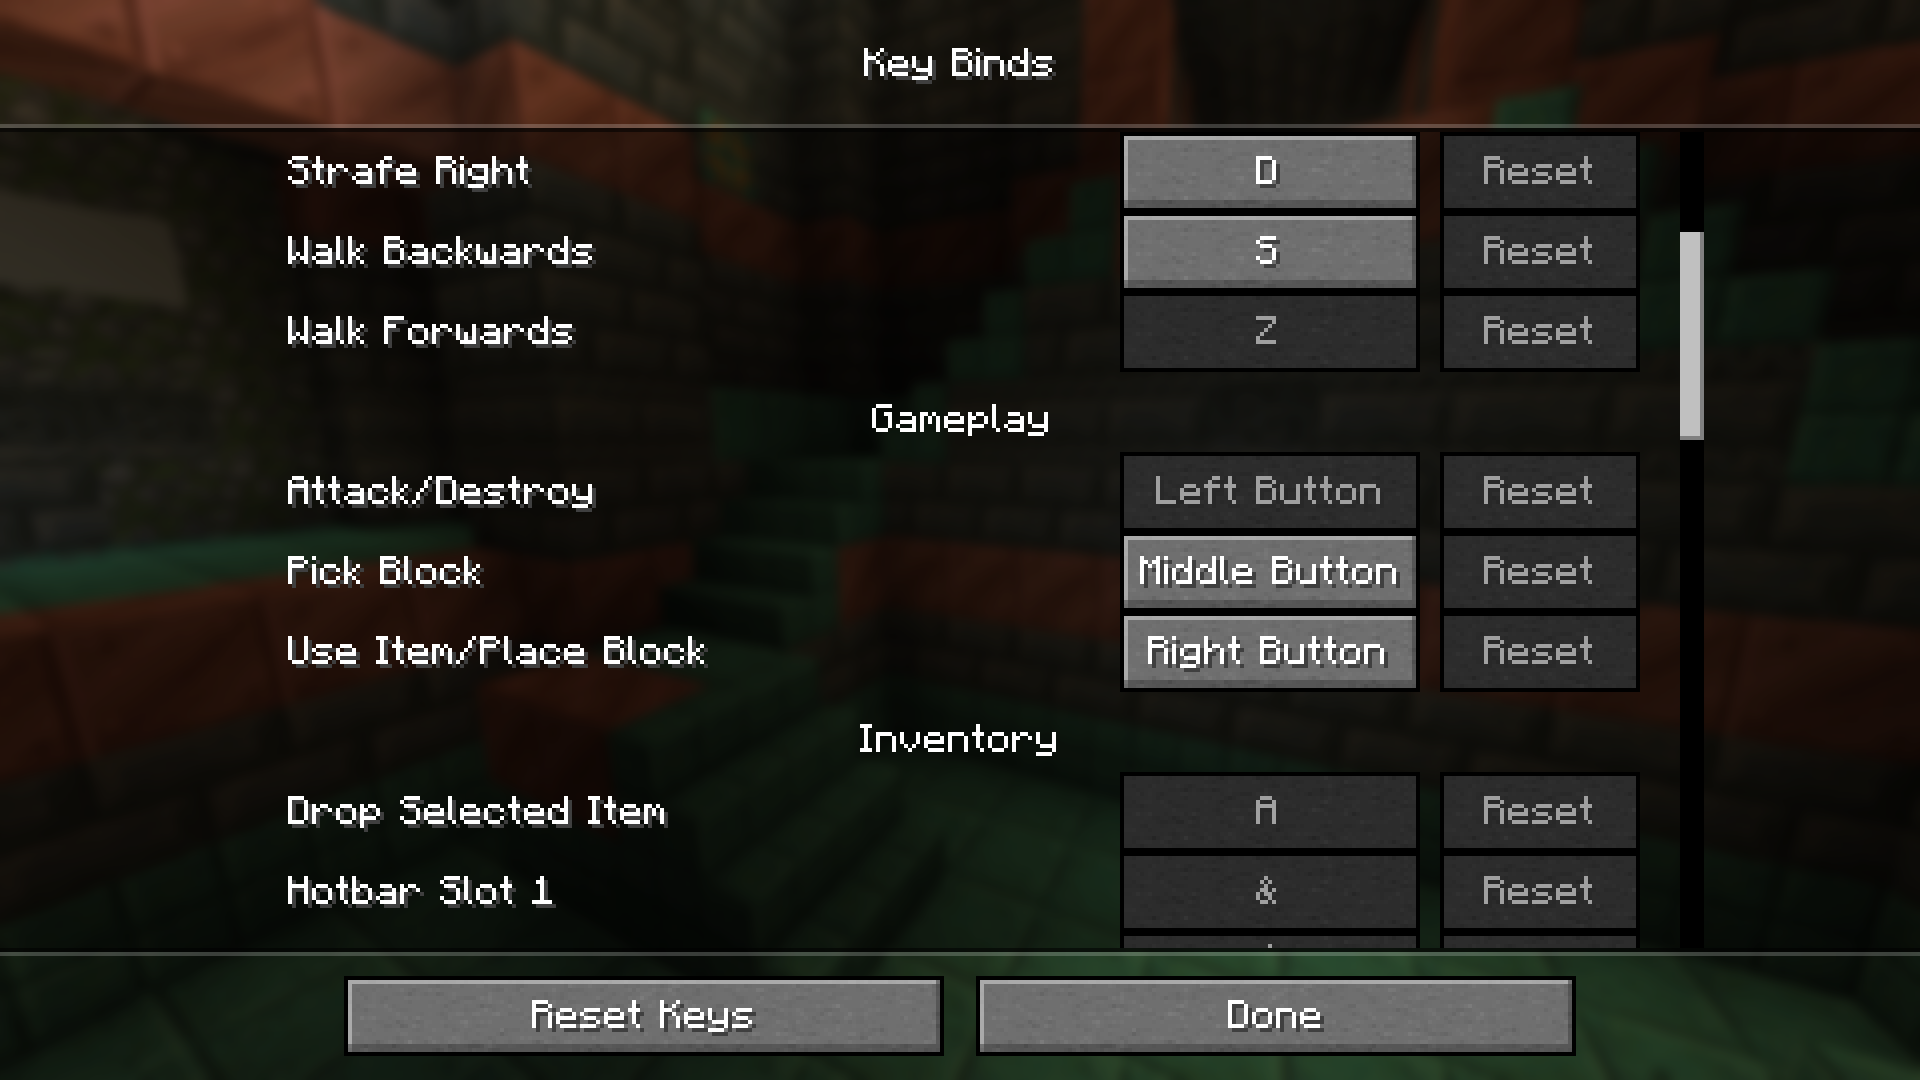 Key Binds
Strafe Right D Reset
Walk Backwards S Reset
Walk Forwards Z Reset
Gameplay
Attack/Destroy Left Button Reset
Pick Block Middle Button Reset
Use Item/Place Block Right Button Reset
Inventory
Drop Selected Item A Reset
Hotbar Slot 1 & Reset
Reset Keys Done